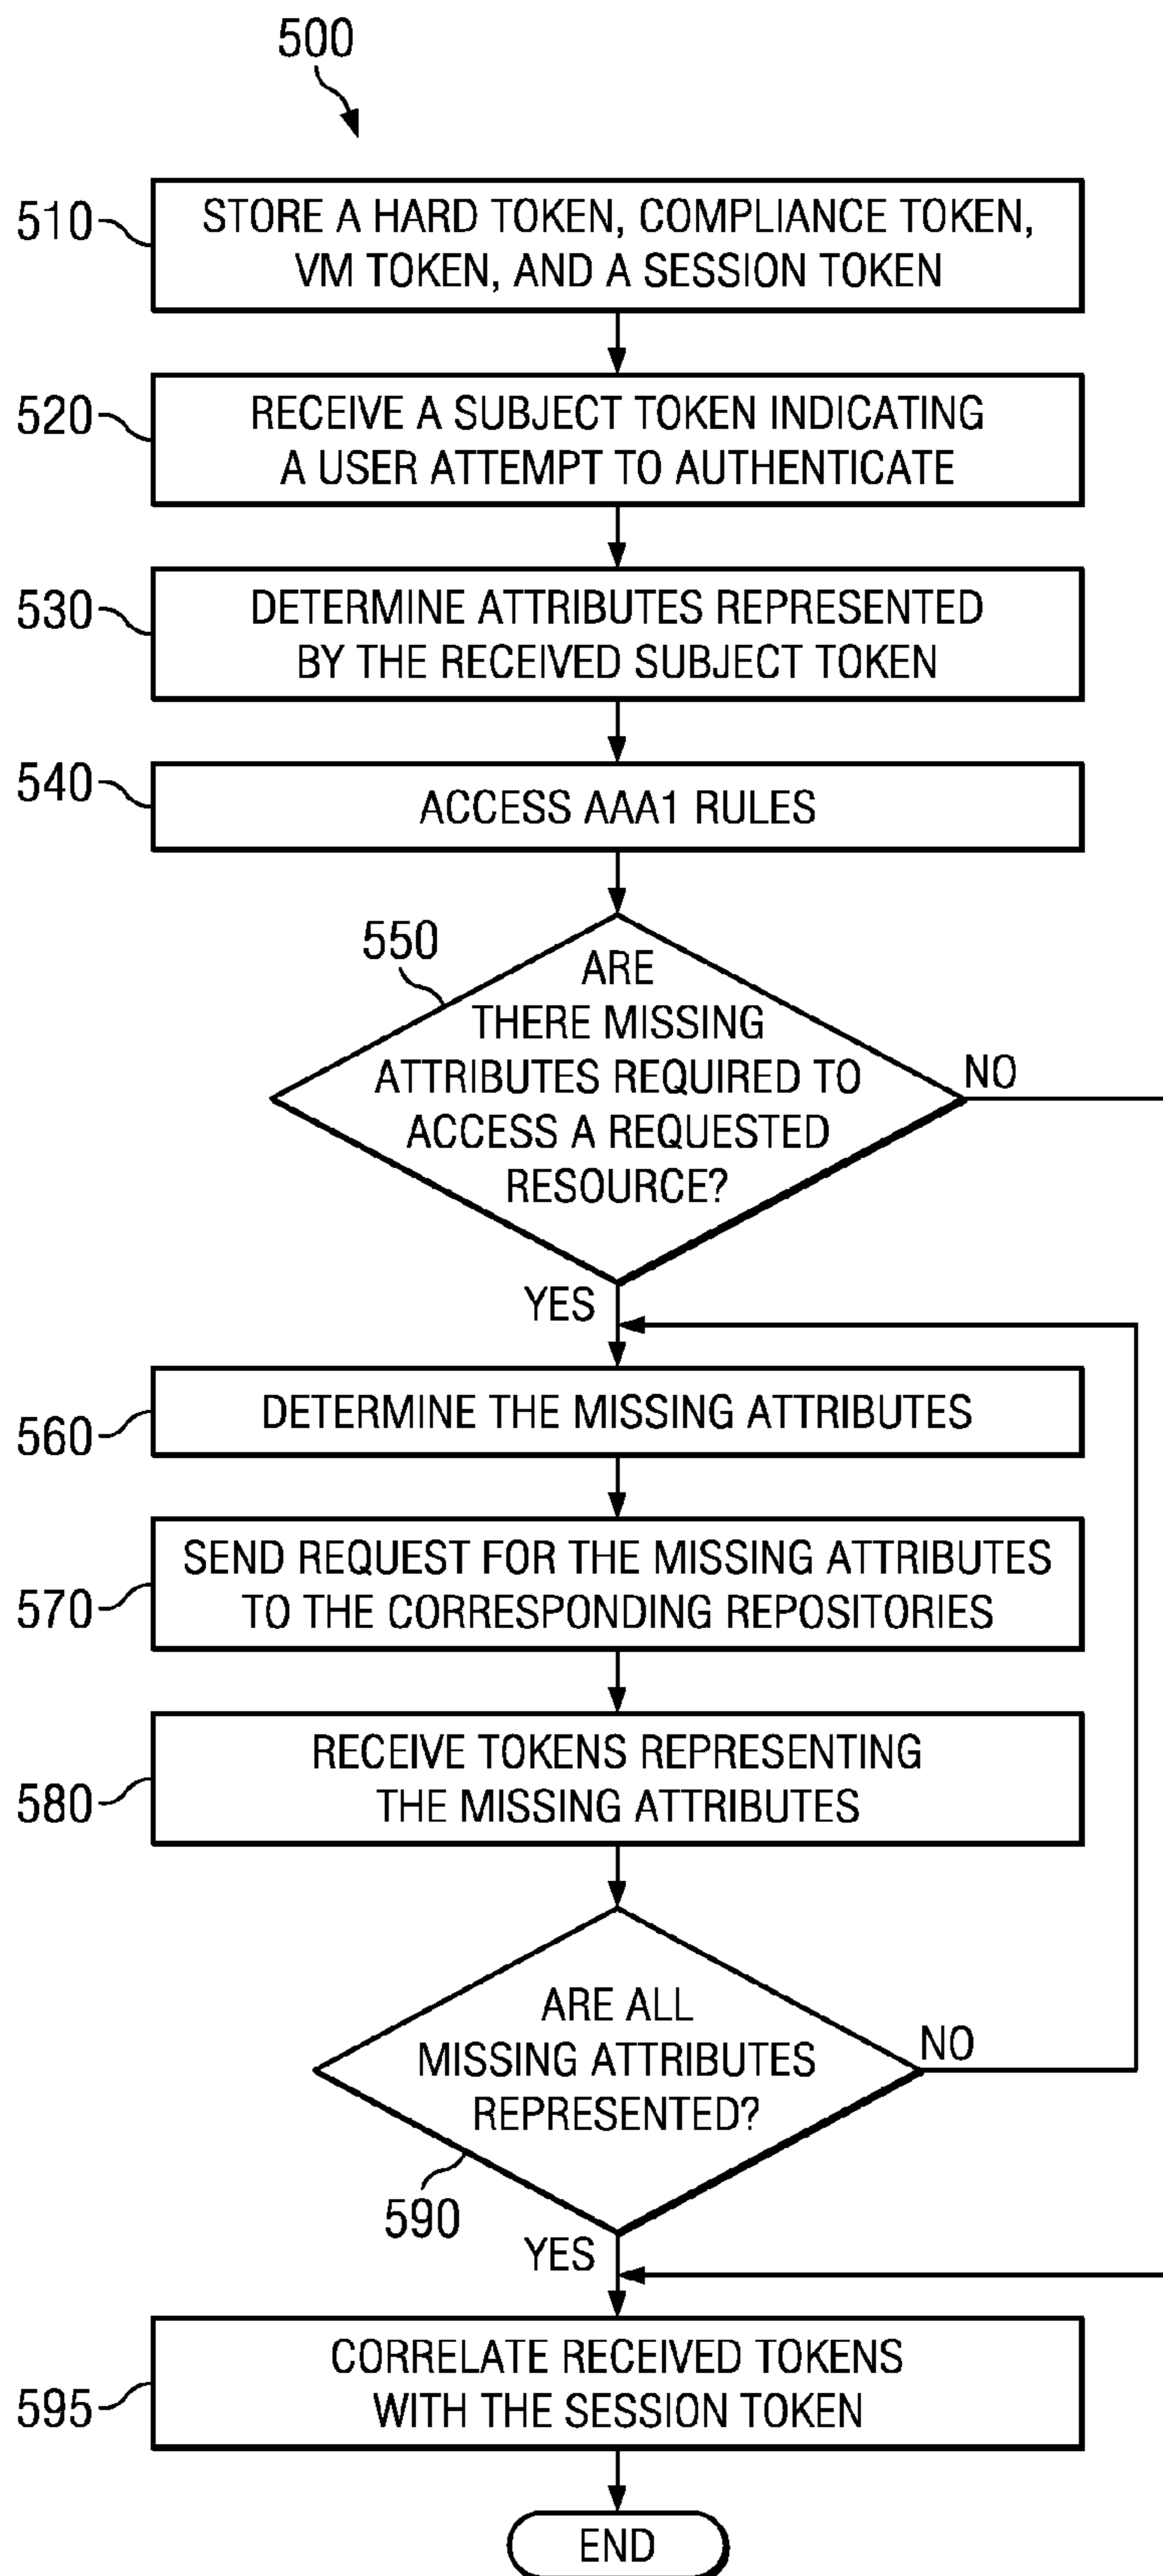 500
510
STORE A HARD TOKEN, COMPLIANCE TOKEN,
VM TOKEN, AND A SESSION TOKEN
520
RECEIVE A SUBJECT TOKEN INDICATING
A USER ATTEMPT TO AUTHENTICATE
530
DETERMINE ATTRIBUTES REPRESENTED
BY THE RECEIVED SUBJECT TOKEN
540
ACCESS AAA1 RULES
550
ARE
THERE MISSING
ATTRIBUTES REQUIRED TO
ACCESS A REQUESTED
RESOURCE?
NO
YES
560
DETERMINE THE MISSING ATTRIBUTES
570
SEND REQUEST FOR THE MISSING ATTRIBUTES
TO THE CORRESPONDING REPOSITORIES
580
RECEIVE TOKENS REPRESENTING
THE MISSING ATTRIBUTES
ARE ALL
MISSING ATTRIBUTES
REPRESENTED?
NO
590
YES
595
CORRELATE RECEIVED TOKENS
WITH THE SESSION TOKEN
END